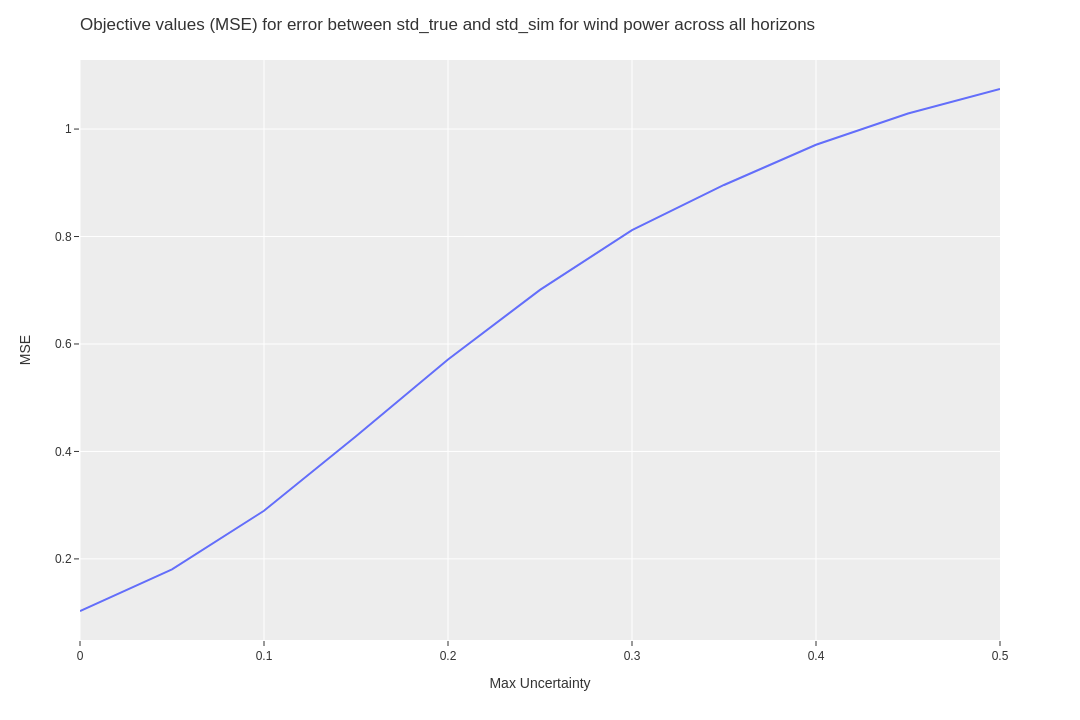 Objective values (MSE) for error between std_true and std_sim for wind power across all horizons
1
0.8
0.6
0.4
0.2
MSE
0 0.1 0.2 0.3 0.4 0.5
Max Uncertainty